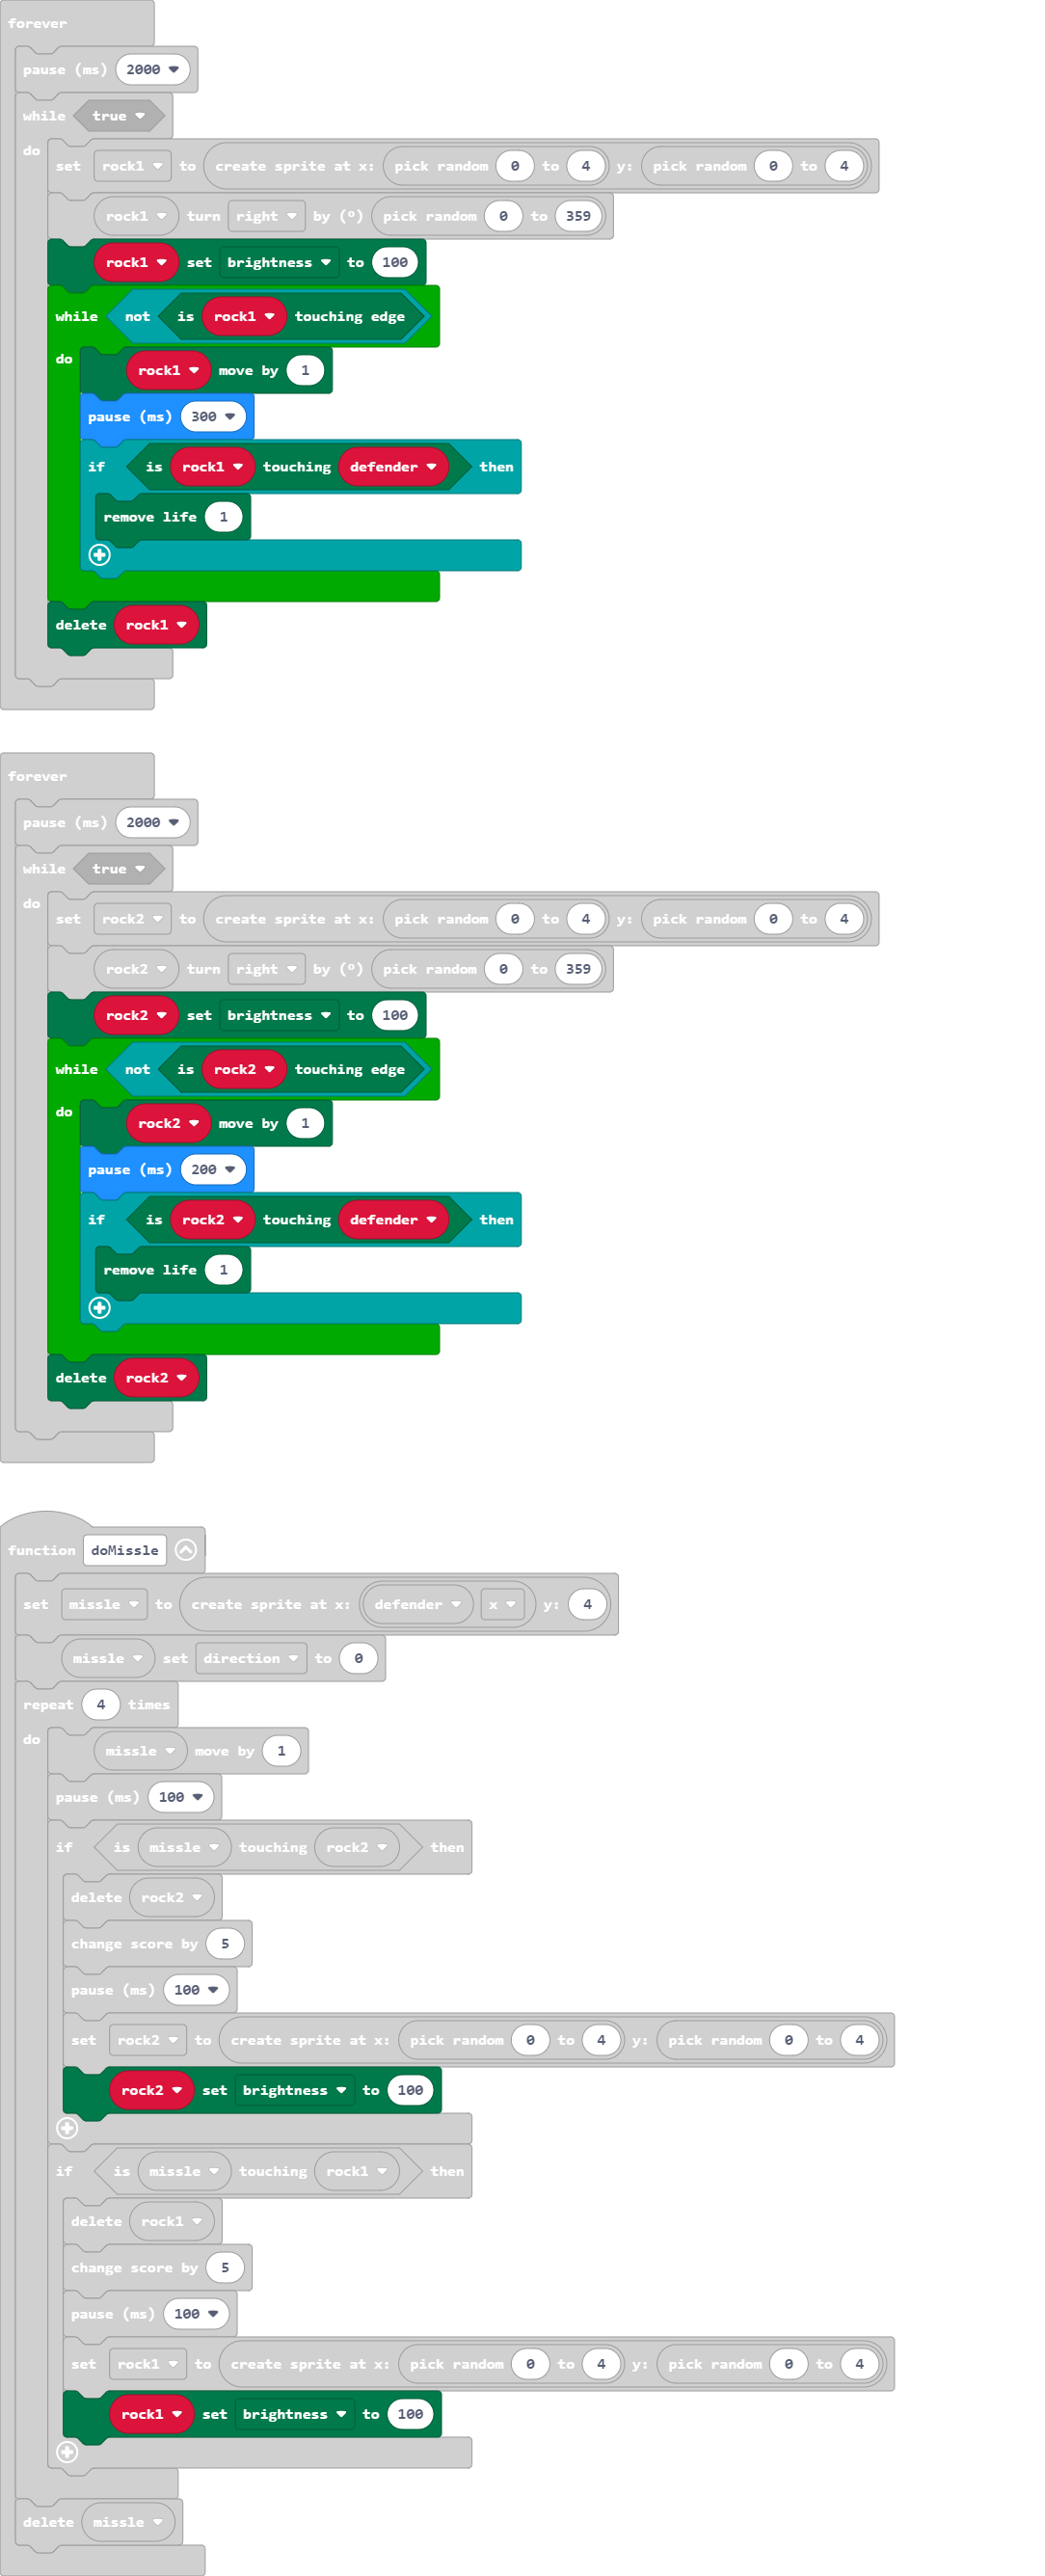 forever
pause (ms) 2000
while true
do
set rock1 to create sprite at x: pick random 0 to 4 y: pick random 0 to 4
rock1 turn right by (º) pick random 0 to 359
rock1 set brightness to 100
while not is rock1 touching edge
do
rock1 move by 1
pause (ms) 300
if is rock1 touching defender then
remove life 1
delete rock1
forever
pause (ms) 2000
while true
do
set rock2 to create sprite at x: pick random 0 to 4 y: pick random 0 to 4
rock2 turn right by (º) pick random 0 to 359
rock2 set brightness to 100
while not is rock2 touching edge
do
rock2 move by 1
pause (ms) 200
if is rock2 touching defender then
remove life 1
delete rock2
function doMissle
set missle to create sprite at x: defender x y: 4
missle set direction to 0
repeat 4 times
do
missle move by 1
pause (ms) 100
if is missle touching rock2 then
delete rock2
change score by 5
pause (ms) 100
set rock2 to create sprite at x: pick random 0 to 4 y: pick random 0 to 4
rock2 set brightness to 100
if is missle touching rock1 then
delete rock1
change score by 5
pause (ms) 100
set rock1 to create sprite at x: pick random 0 to 4 y: pick random 0 to 4
rock1 set brightness to 100
delete missle